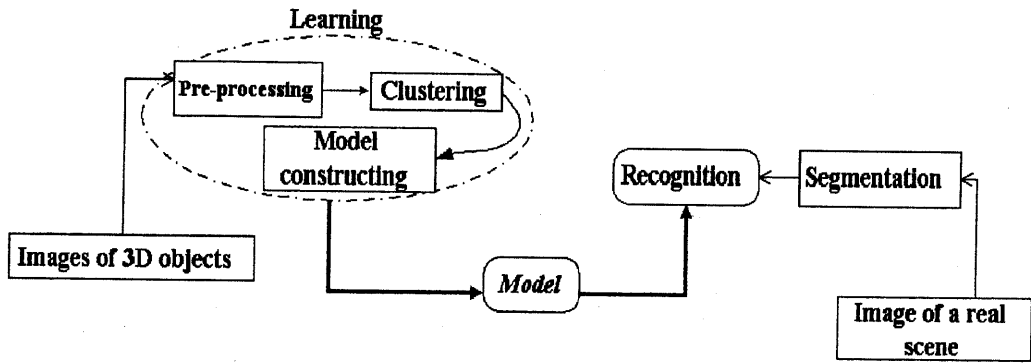 Learning
Pre-processing
Clustering
Model
constructing
Recognition
Segmentation
Images of 3D objects
Model
Image of a real
scene